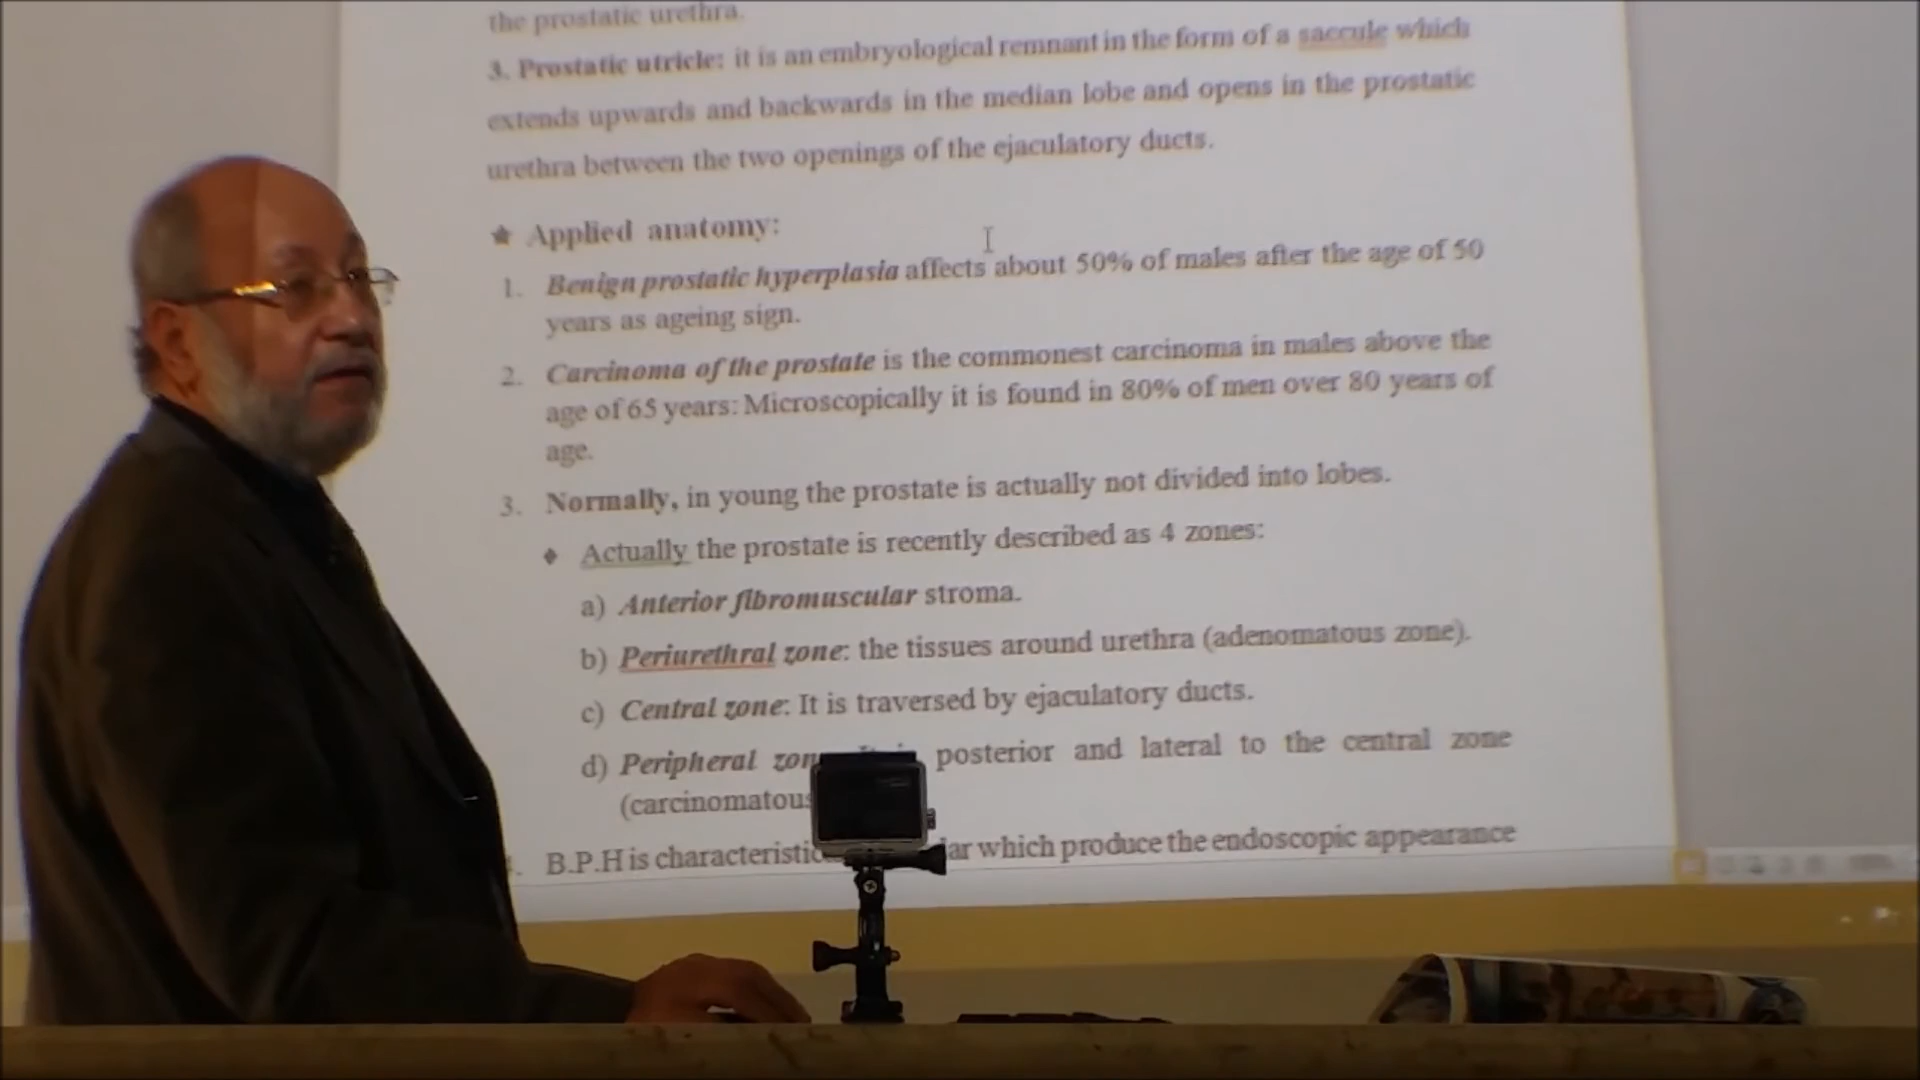 the prostatic urethra.
3. Prostatic utricle: it is an embryological remnant in the form of a saccule which
extends upwards and backwards in the median lobe and opens in the prostatic
urethra between the two openings of the ejaculatory ducts.
★ Applied anatomy:
1. Benign prostatic hyperplasia affects about 50% of males after the age of 50
years as ageing sign.
2. Carcinoma of the prostate is the commonest carcinoma in males above the
age of 65 years: Microscopically it is found in 80% of men over 80 years of
age.
3. Normally, in young the prostate is actually not divided into lobes.
♦ Actually the prostate is recently described as 4 zones:
a) Anterior fibromuscular stroma.
b) Periurethral zone: the tissues around urethra (adenomatous zone).
c) Central zone: It is traversed by ejaculatory ducts.
d) Peripheral posterior and lateral to the central zone
(carcinomatous
B.P.H is which produce the endoscopic appearance